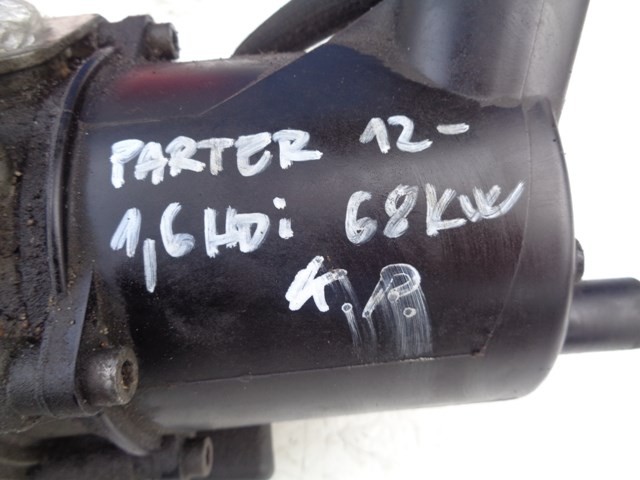 PARTER 12-
1,6HDi 68KW
K.P.